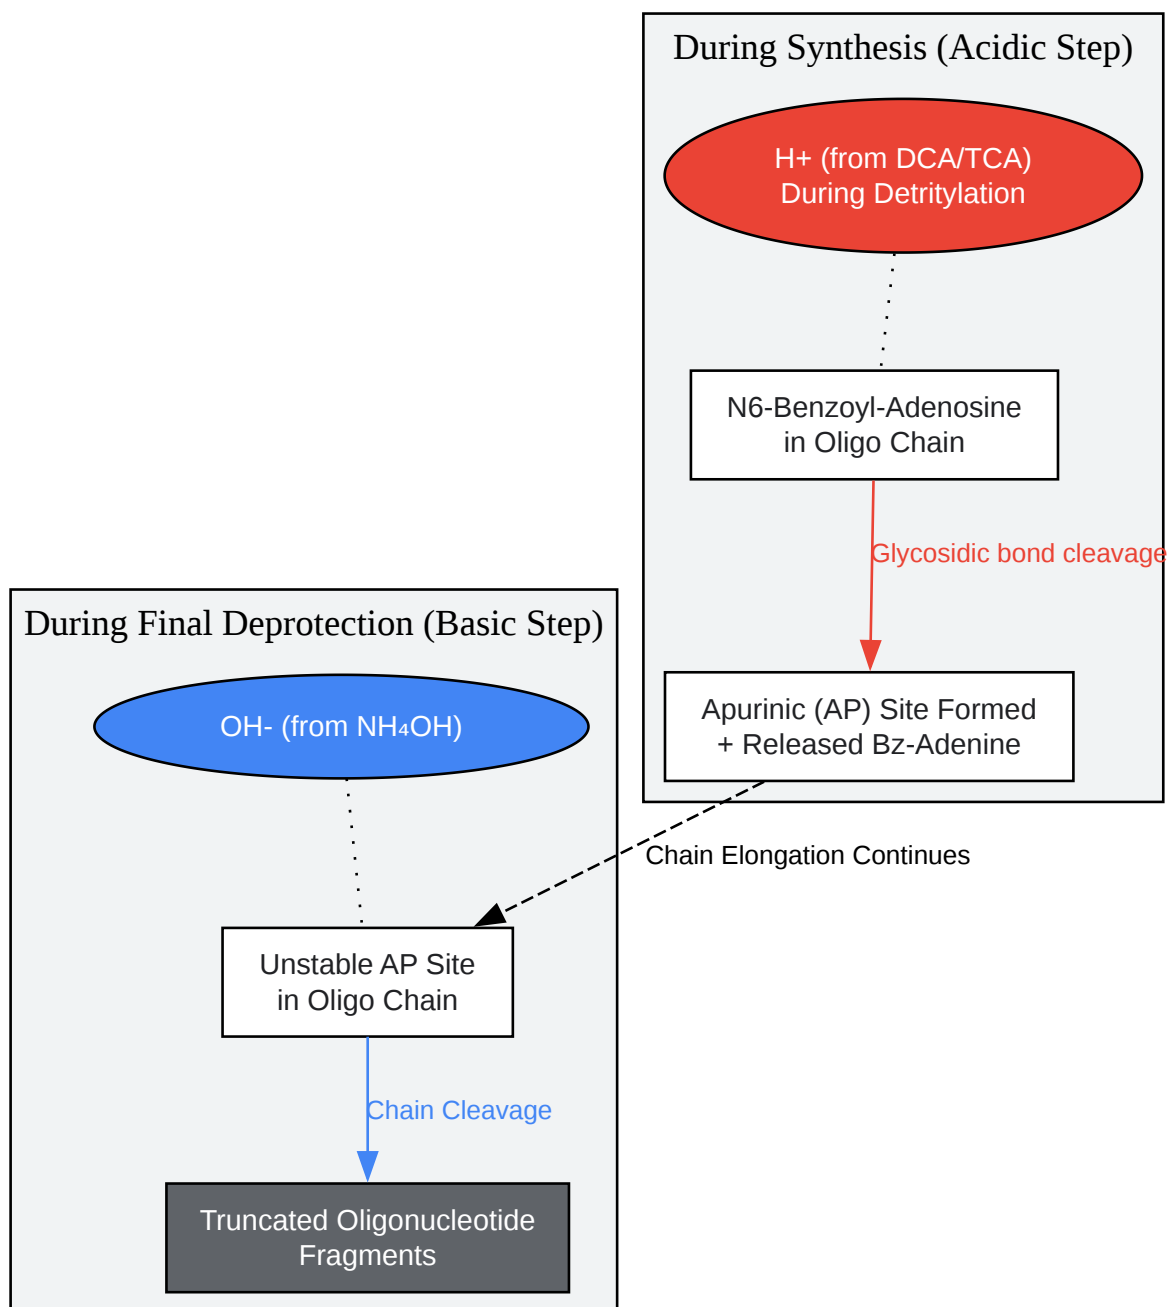 During Synthesis (Acidic Step)
H+ (from DCA/TCA)
During Detritylation
N6-Benzoyl-Adenosine
in Oligo Chain
Glycosidic bond cleavage
Apurinic (AP) Site Formed
+ Released Bz-Adenine
Chain Elongation Continues
During Final Deprotection (Basic Step)
OH- (from NH₄OH)
Unstable AP Site
in Oligo Chain
Chain Cleavage
Truncated Oligonucleotide
Fragments